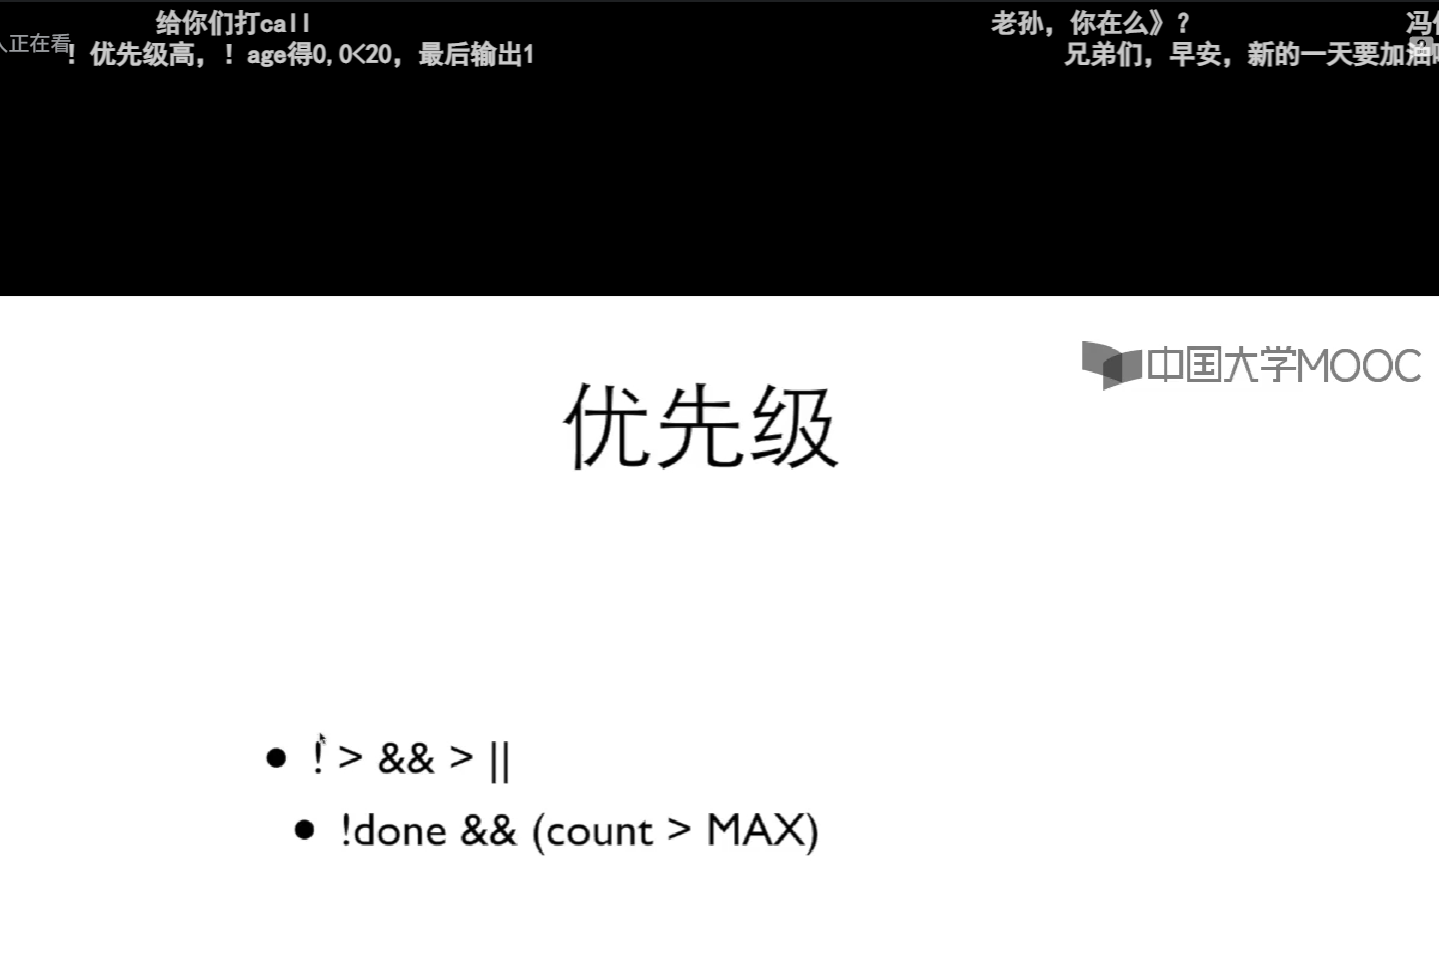 给你们打call
老孙，你在么》？
人正在看
！优先级高，！age得0,0<20，最后输出1
兄弟们，早安，新的一天要加油
中国大学MOOC
优先级
! > && > ||
!done && (count > MAX)